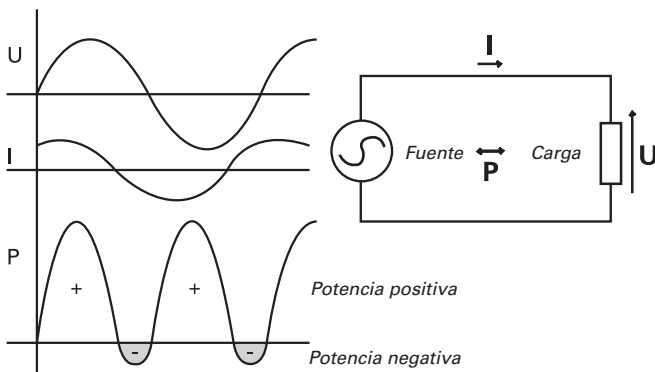 U
I
P
+
-
+
-
Potencia positiva
Potencia negativa
I
Fuente
P
Carga
U